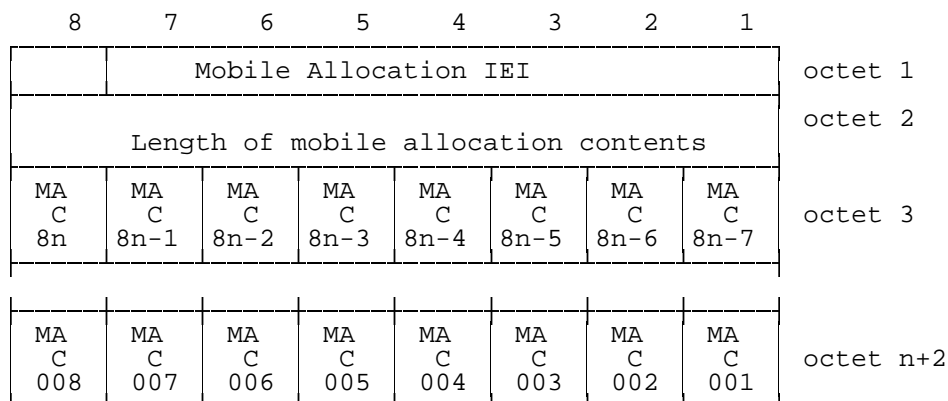 8 7 6 5 4 3 2 1
Mobile Allocation IEI octet 1
octet 2
Length of mobile allocation contents
MA MA MA MA MA MA MA MA
C C C C C C C C octet 3
8n 8n-1 8n-2 8n-3 8n-4 8n-5 8n-6 8n-7
MA MA MA MA MA MA MA MA
C C C C C C C C octet n+2
008 007 006 005 004 003 002 001